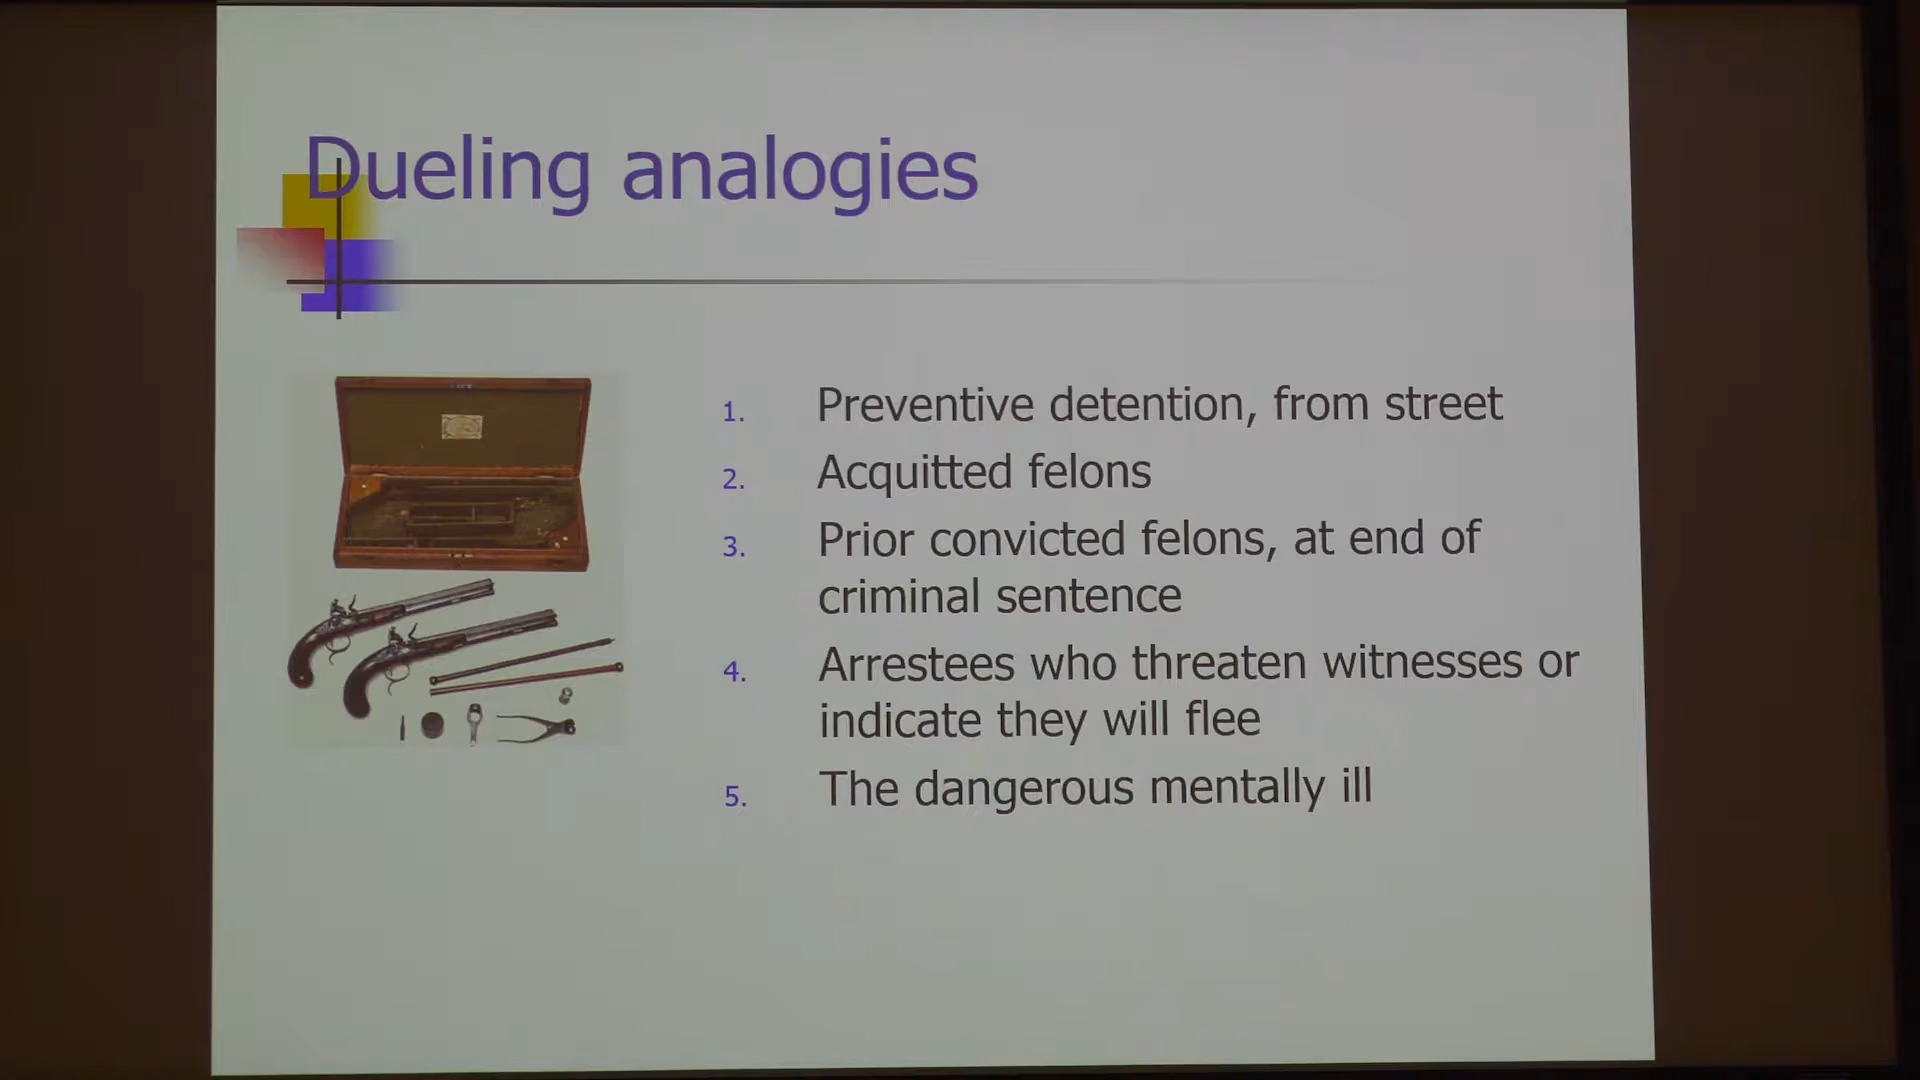 Dueling analogies
1. Preventive detention, from street
2. Acquitted felons
3. Prior convicted felons, at end of
criminal sentence
4. Arrestees who threaten witnesses or
indicate they will flee
5. The dangerous mentally ill